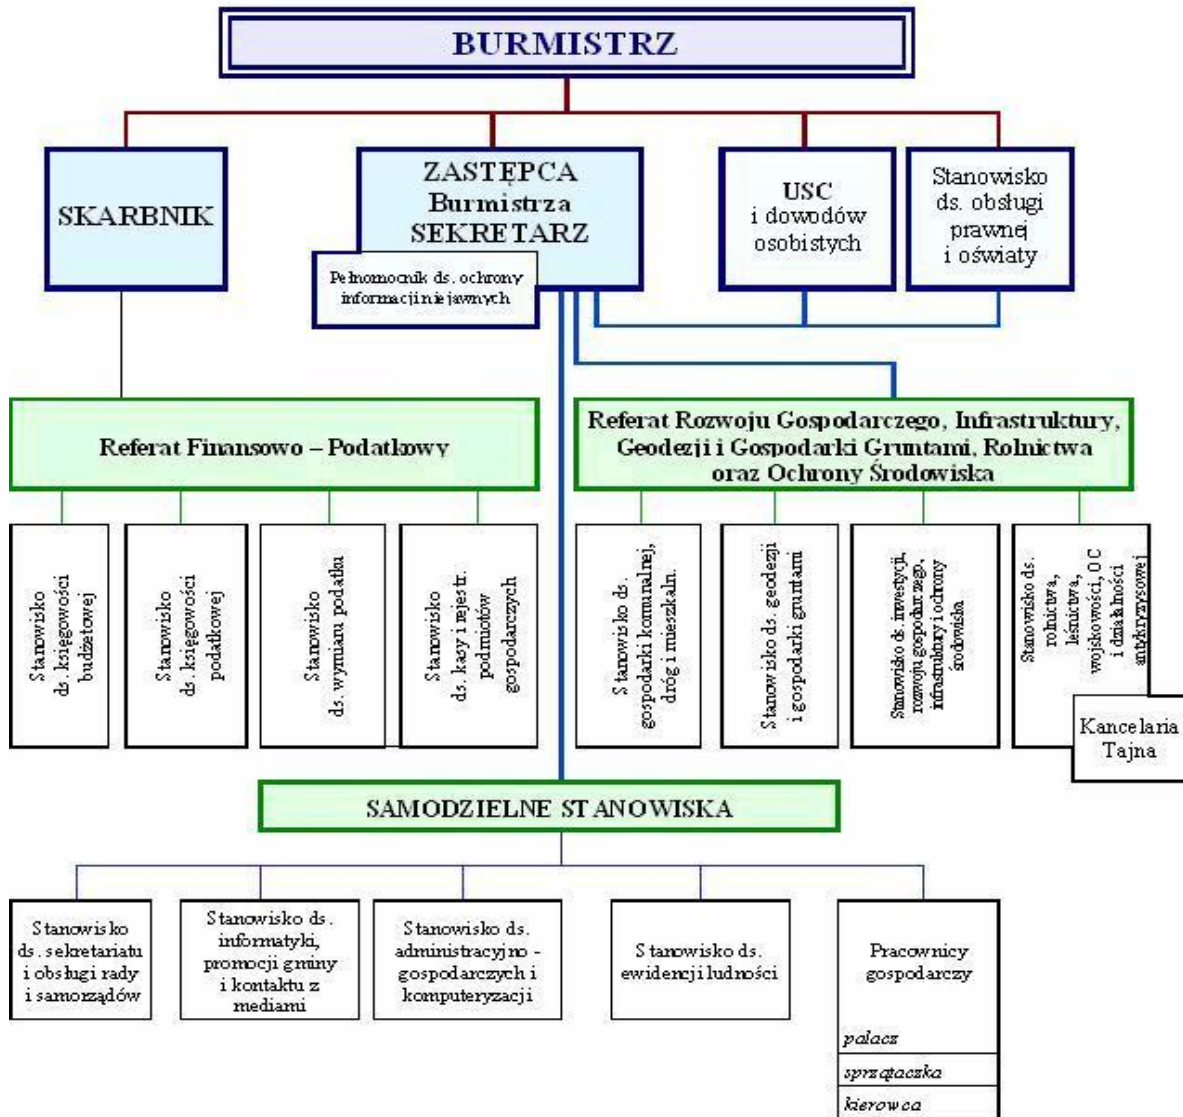 BURMISTRZ
SKARBNIK
ZASTĘPCA
Burmistrza
SEKRETARZ
Pełnomocnik ds. ochrony
informacji niejawnych
USC
i dowodów
osobistych
Stanowisko
ds. obsługi
prawnej
i oświaty
Referat Finansowo – Podatkowy
Referat Rozwoju Gospodarczego, Infrastruktury,
Geodezji i Gospodarki Gruntami, Rolnictwa
oraz Ochrony Środowiska
Stanowisko
ds. księgowości
budżetowej
Stanowisko
ds. księgowości
podatkowej
Stanowisko
ds. wymiaru podatku
Stanowisko
ds. kasy i rejestr.
podmiotów
gospodarczych
Stanowisko ds.
gospodarki komunalnej,
dróg i mieszkaln.
Stanowisko ds. geodezji
i gospodarki gruntami
Stanowisko ds. inwestycji,
rozwoju gospodarczego,
infrastruktury i ochrony
środowiska
Stanowisko ds.
rolnictwa,
leśnictwa,
wojskowości, OC
i działalności
antykryzysowej
Kancelaria
Tajna
SAMODZIELNE STANOWISKA
Stanowisko
ds. sekretariatu
i obsługi rady
i samorządów
Stanowisko ds.
informatyki,
promocji gminy
i kontaktu z
mediami
Stanowisko ds.
administracyjno -
gospodarczych i
komputeryzacji
Stanowisko ds.
ewidencji ludności
Pracownicy
gospodarczy
palacz
sprzątaczka
kierowca